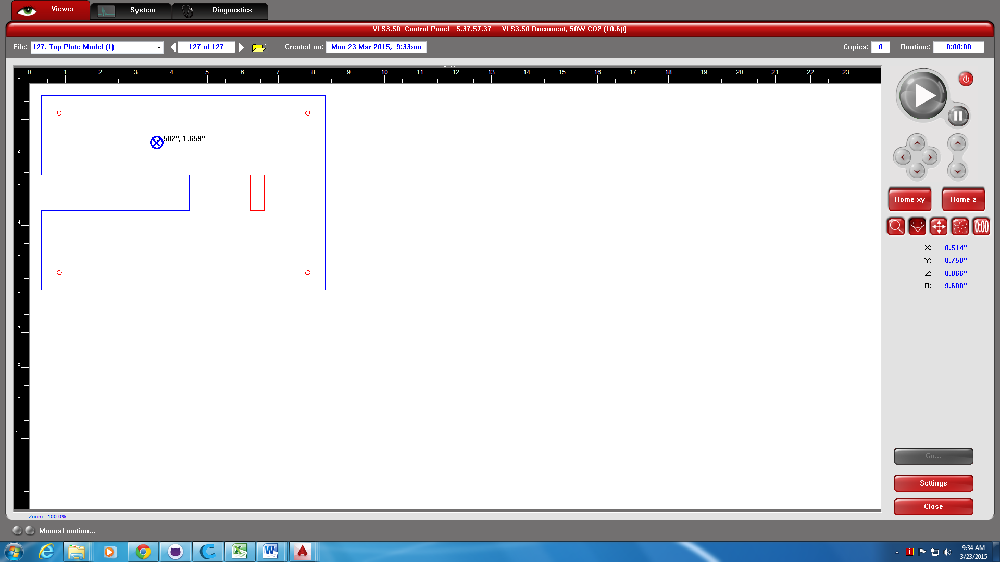 Viewer System Diagnostics
VLS3.50 Control Panel 5.37.57.37 VLS3.50 Document, 50W CO2 (10.6µ)
File: 127. Top Plate Model (1) 127 of 127 Created on: Mon 23 Mar 2015, 9:33am Copies: 0 Runtime: 0:00:00
0 1 2 3 4 5 6 7 8 9 10 11 12 13 14 15 16 17 18 19 20 21 22 23
0
1
2
3
4
5
6
7
8
9
10
11
582", 1.659"
Home xy Home z
0:00
X: 0.514"
Y: 0.750"
Z: 0.066"
R: 9.600"
Go...
Settings
Close
Zoom: 100.0%
Manual motion...
9:34 AM
3/23/2015